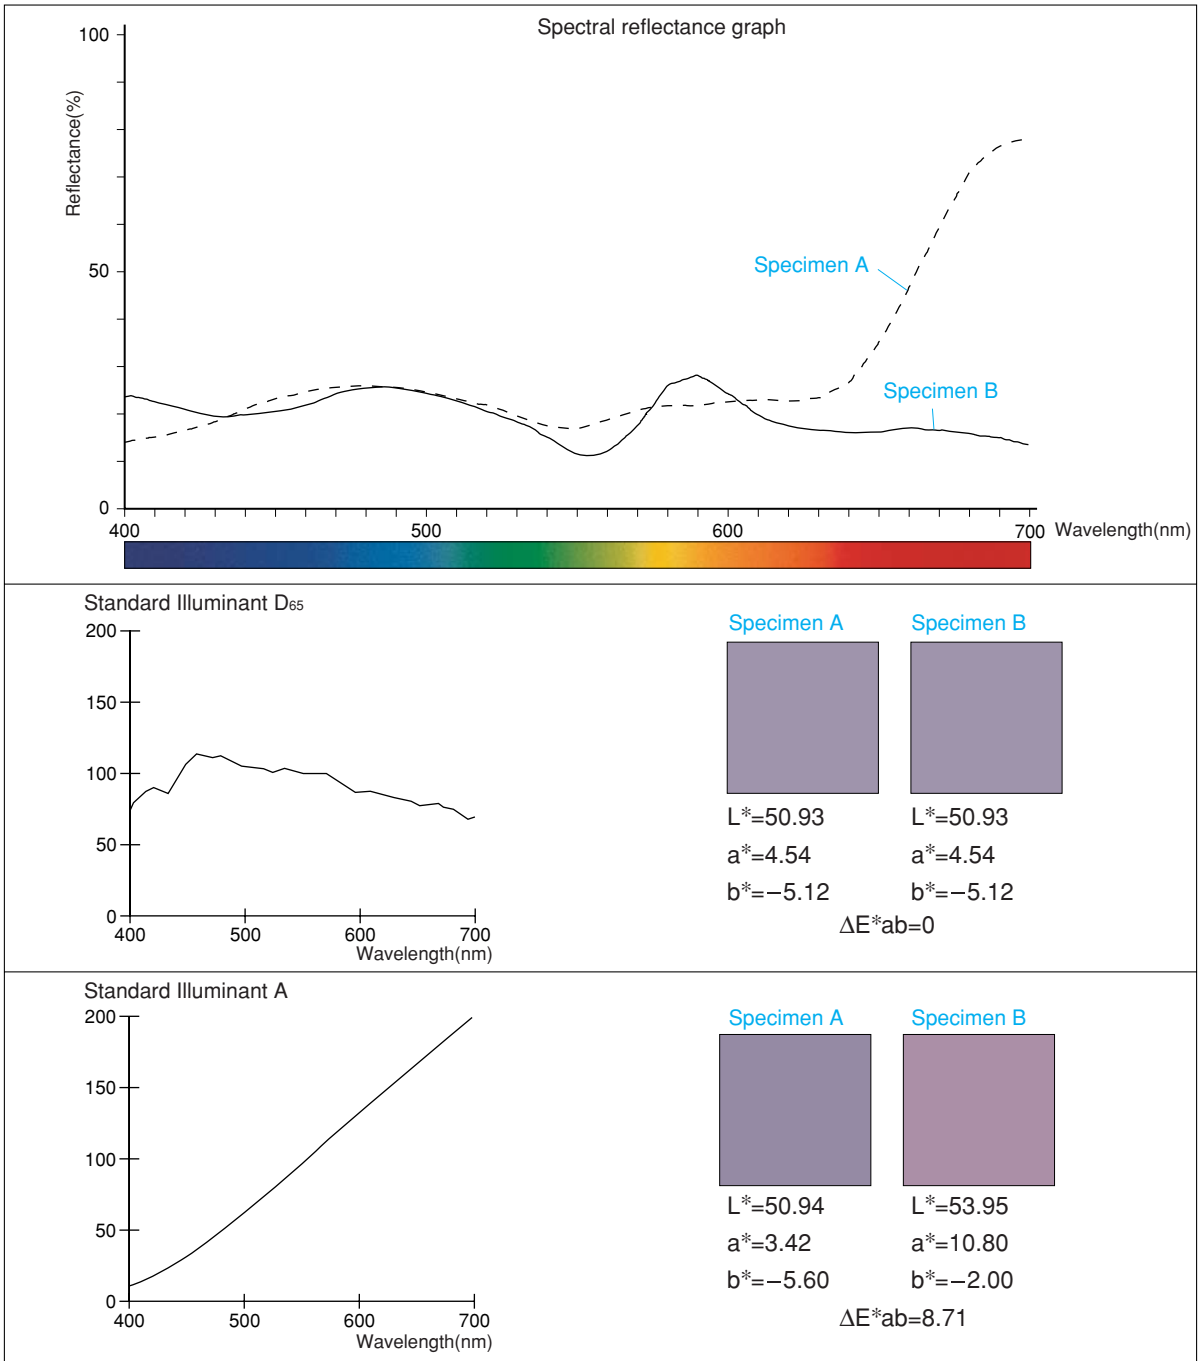 Spectral reflectance graph
100
Reflectance(%)
50
Specimen A
Specimen B
0
400 500 600 700 Wavelength(nm)
Standard Illuminant D65
200
150
100
50
0
400 500 600 700
Wavelength(nm)
Specimen A Specimen B
L*=50.93 L*=50.93
a*=4.54 a*=4.54
b*=−5.12 b*=−5.12
ΔE*ab=0
Standard Illuminant A
200
150
100
50
0
400 500 600 700
Wavelength(nm)
Specimen A Specimen B
L*=50.94 L*=53.95
a*=3.42 a*=10.80
b*=−5.60 b*=−2.00
ΔE*ab=8.71